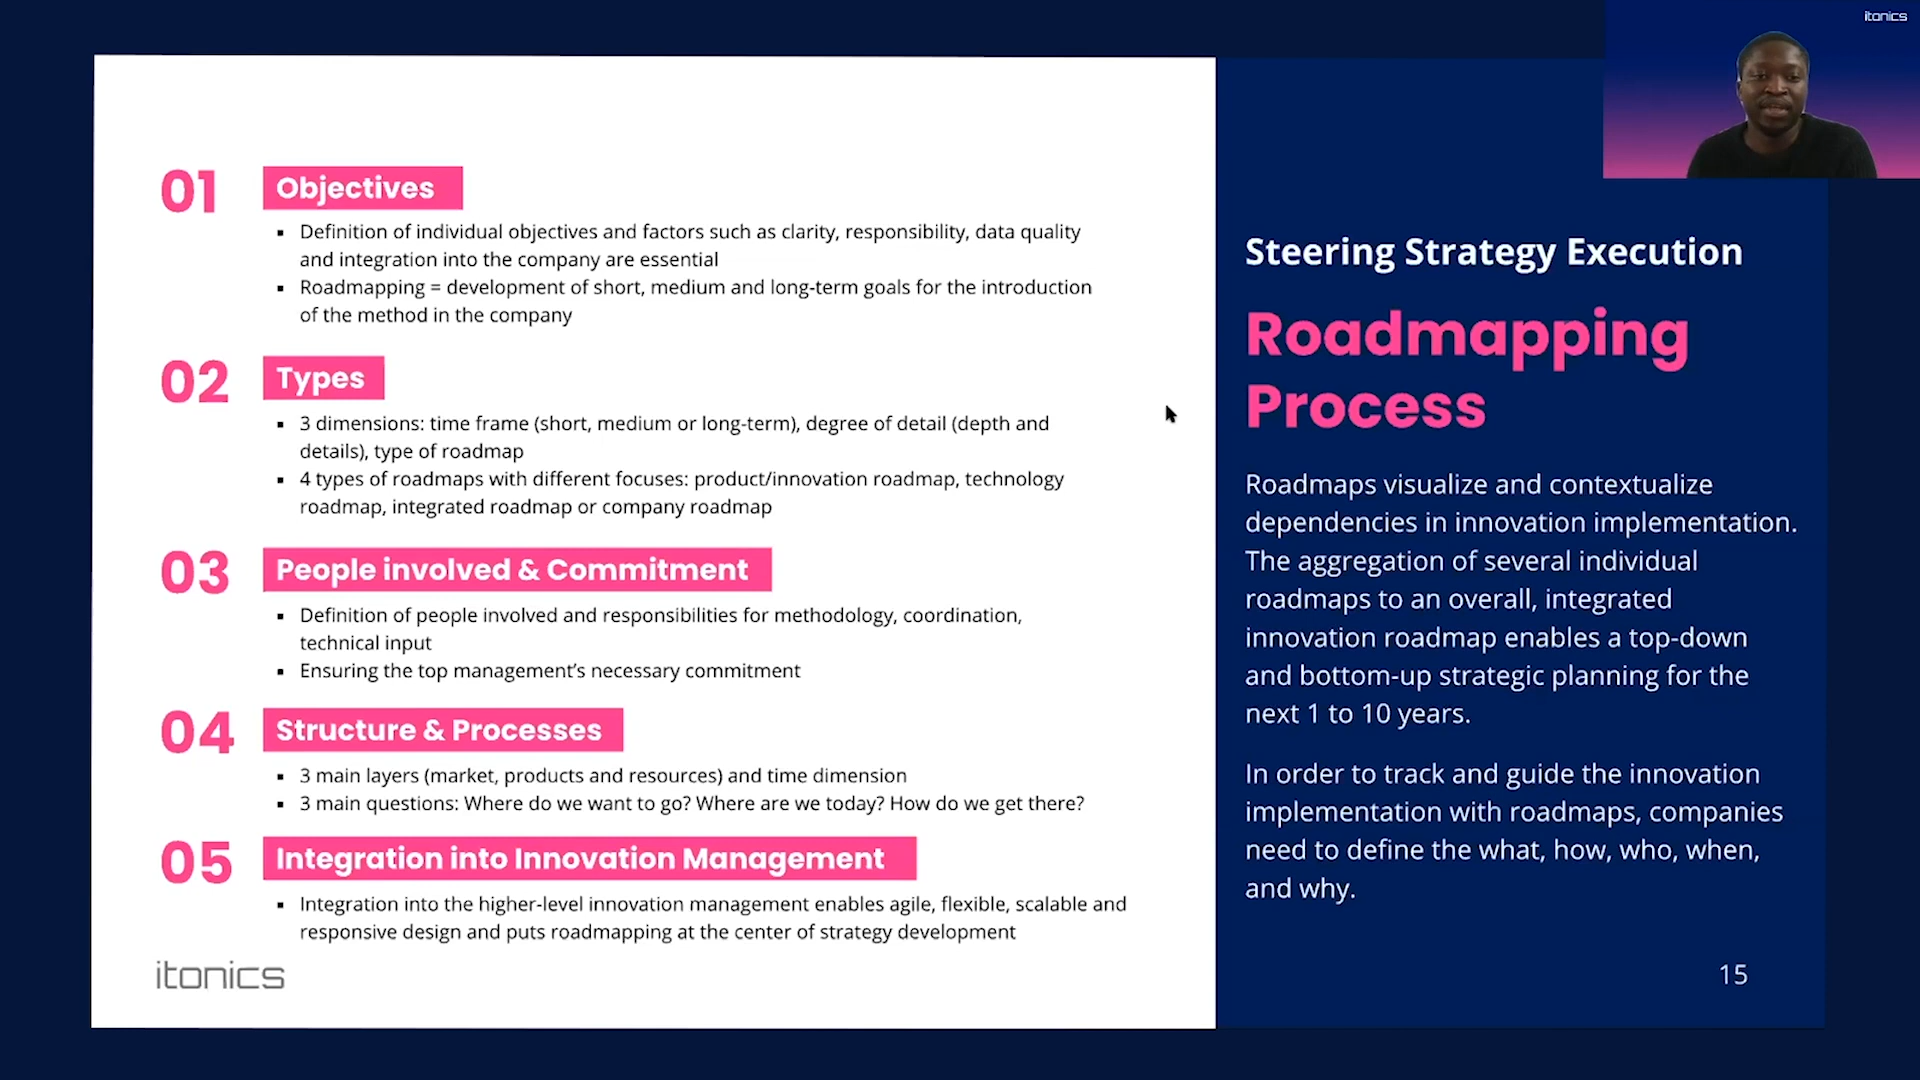 itonics
01 Objectives
▪ Definition of individual objectives and factors such as clarity, responsibility, data quality
and integration into the company are essential
▪ Roadmapping = development of short, medium and long-term goals for the introduction
of the method in the company
02 Types
▪ 3 dimensions: time frame (short, medium or long-term), degree of detail (depth and
details), type of roadmap
▪ 4 types of roadmaps with different focuses: product/innovation roadmap, technology
roadmap, integrated roadmap or company roadmap
03 People involved & Commitment
▪ Definition of people involved and responsibilities for methodology, coordination,
technical input
▪ Ensuring the top management’s necessary commitment
04 Structure & Processes
▪ 3 main layers (market, products and resources) and time dimension
▪ 3 main questions: Where do we want to go? Where are we today? How do we get there?
05 Integration into Innovation Management
▪ Integration into the higher-level innovation management enables agile, flexible, scalable and
responsive design and puts roadmapping at the center of strategy development
itonics
Steering Strategy Execution
Roadmapping
Process
Roadmaps visualize and contextualize
dependencies in innovation implementation.
The aggregation of several individual
roadmaps to an overall, integrated
innovation roadmap enables a top-down
and bottom-up strategic planning for the
next 1 to 10 years.
In order to track and guide the innovation
implementation with roadmaps, companies
need to define the what, how, who, when,
and why.
15